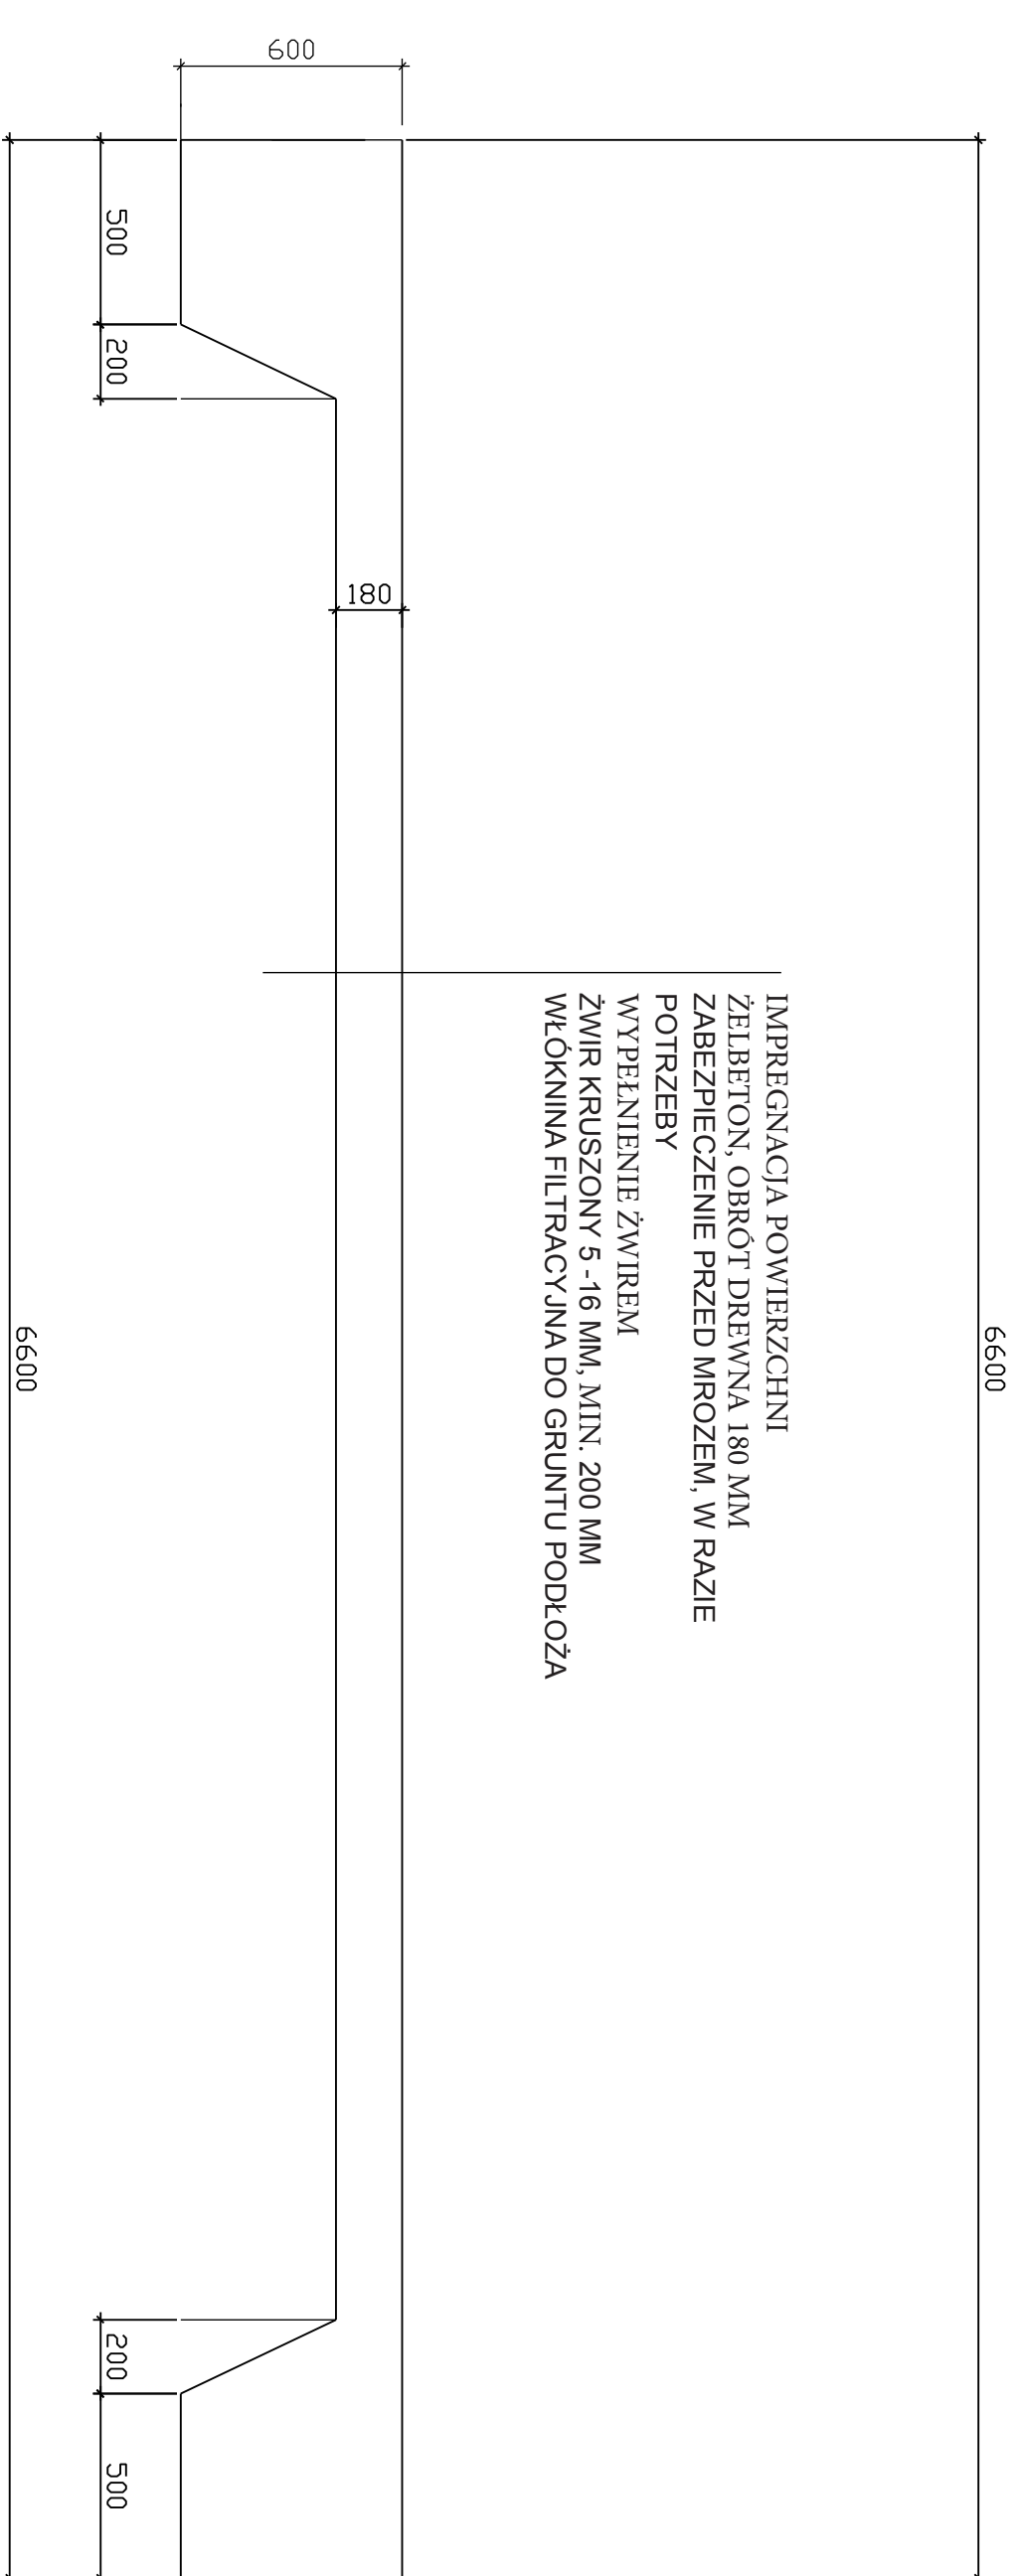 6600
IMPREGNACJA POWIERZCHNI
ŻELBETON, OBRÓT DREWNA 180 MM
ZABEZPIECZENIE PRZED MROZEM, W RAZIE
POTRZEBY
WYPEŁNIENIE ŻWIREM
ŻWIR KRUSZONY 5 -16 MM, MIN. 200 MM
WŁÓKNINA FILTRACYJNA DO GRUNTU PODŁOŻA
600
180
500
200
200
500
6600